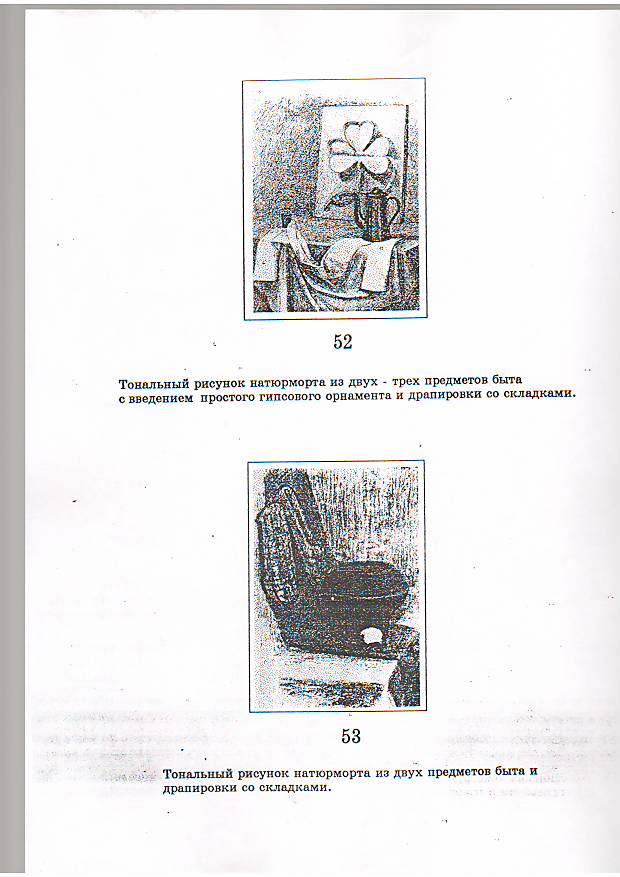 52
Тональный рисунок натюрморта из двух - трех предметов быта
с введением простого гипсового орнамента и драпировки со складками.
53
Тональный рисунок натюрморта из двух предметов быта и
драпировки со складками.